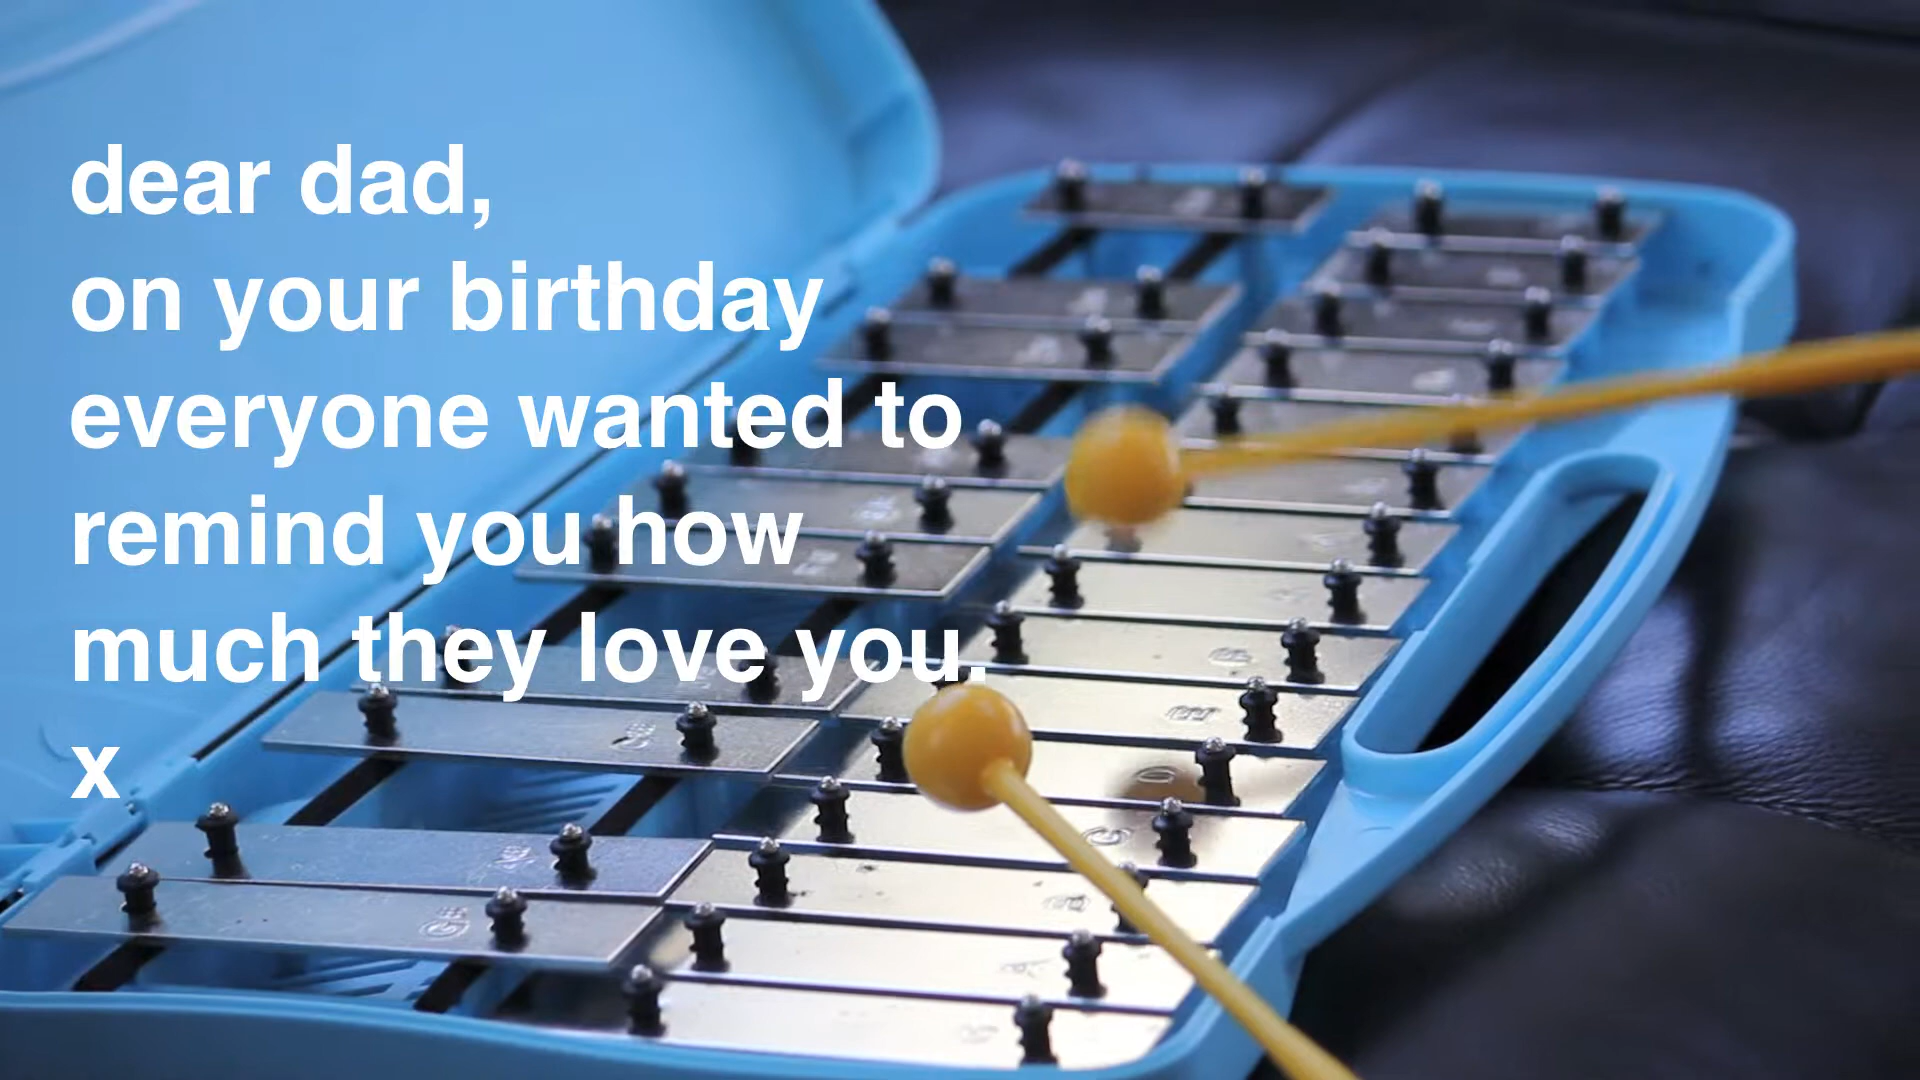 dear dad,
on your birthday
everyone wanted to
remind you how
much they love you.
x